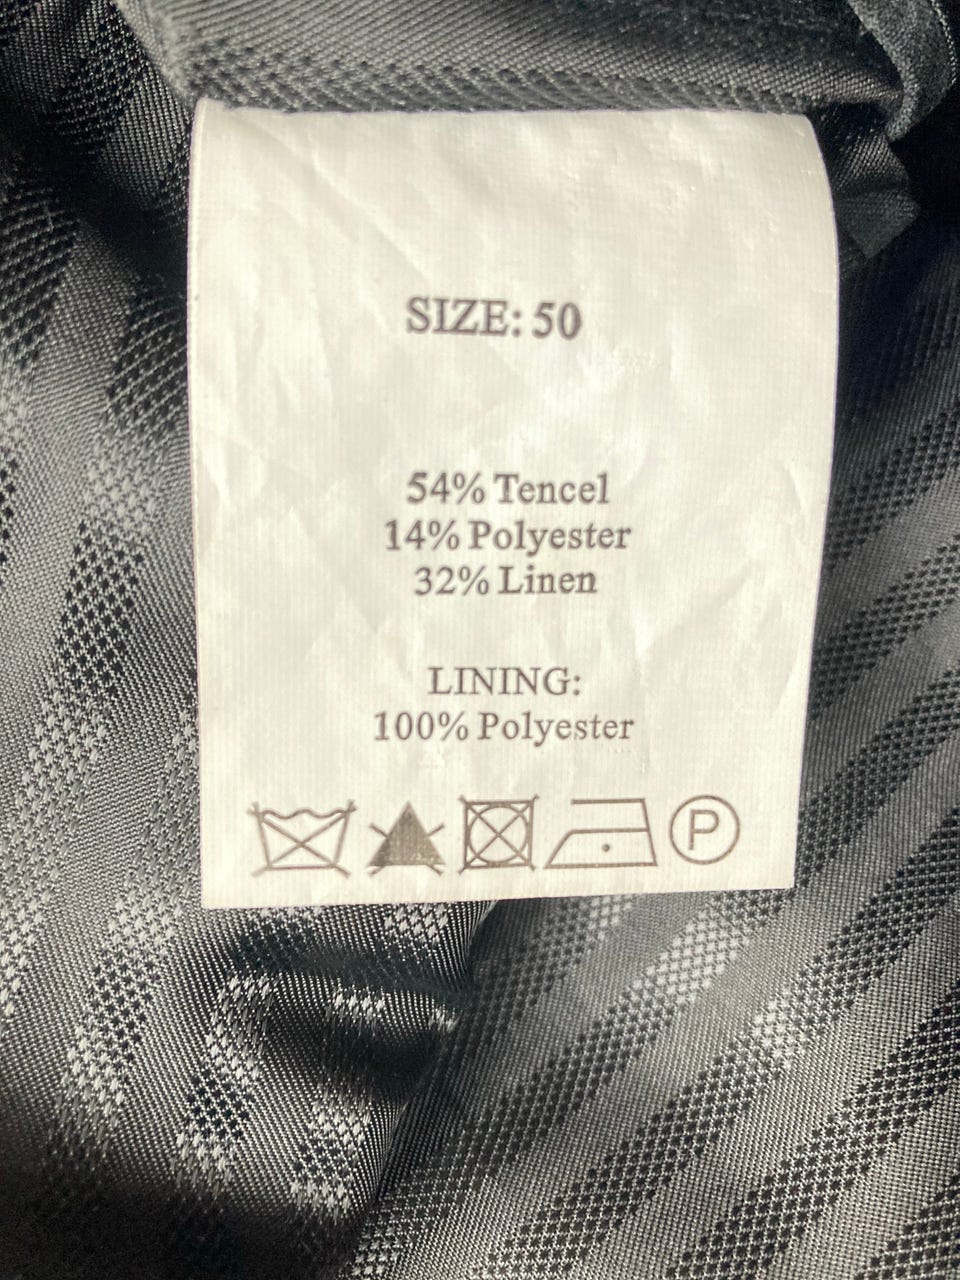 SIZE: 50
54% Tencel
14% Polyester
32% Linen
LINING:
100% Polyester
P